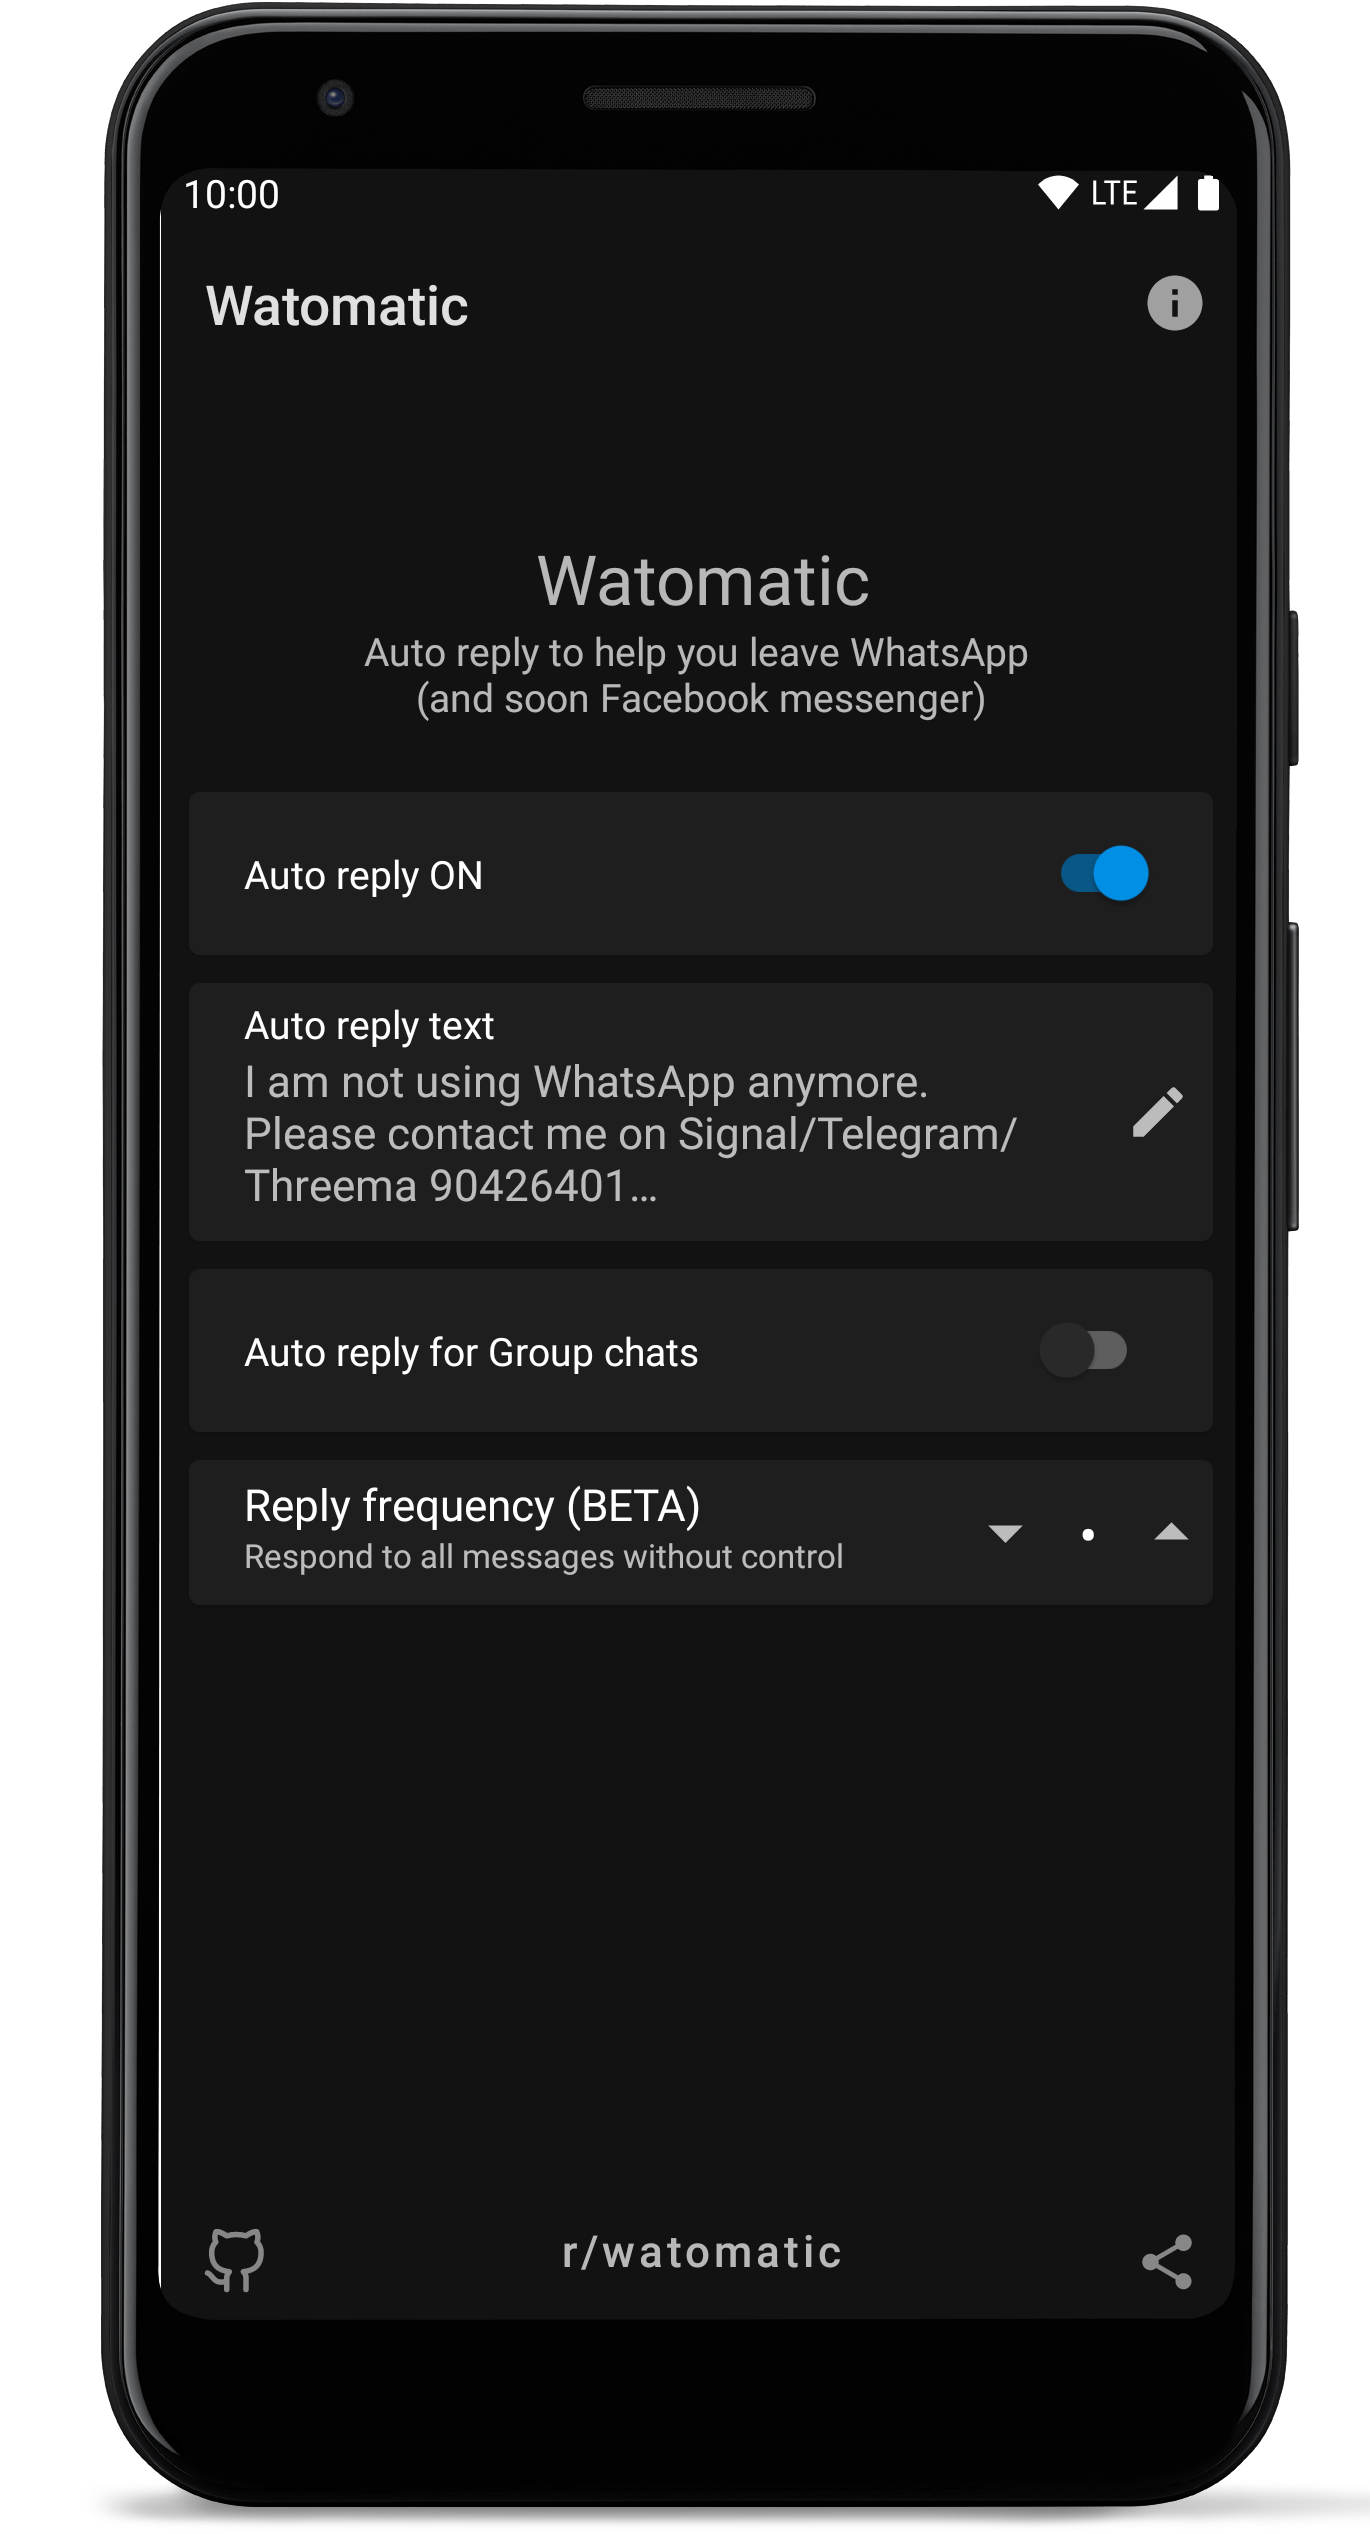 10:00 LTE
Watomatic
Watomatic
Auto reply to help you leave WhatsApp
(and soon Facebook messenger)
Auto reply ON
Auto reply text
I am not using WhatsApp anymore.
Please contact me on Signal/Telegram/
Threema 90426401…
Auto reply for Group chats
Reply frequency (BETA)
Respond to all messages without control
r/watomatic